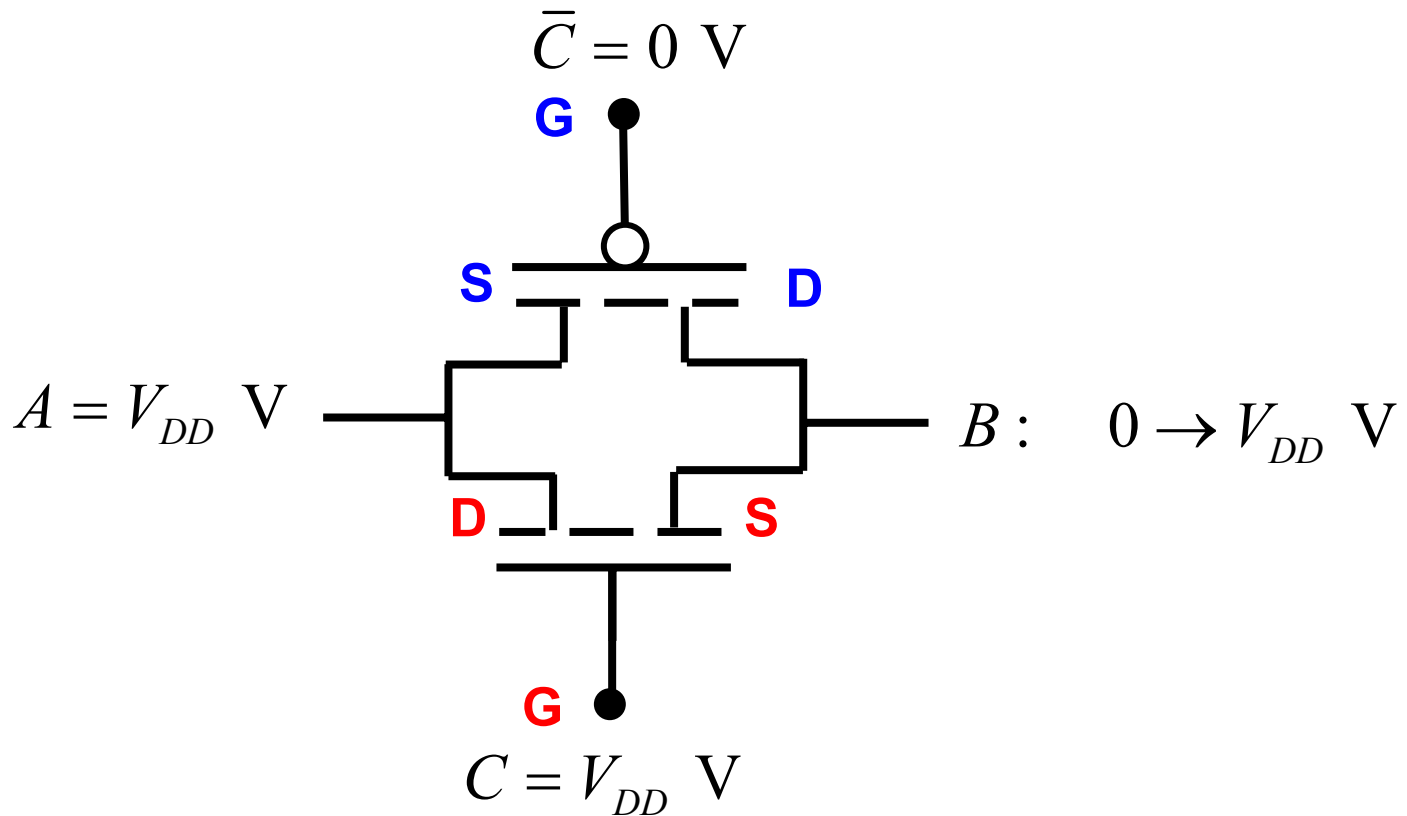 C̅ = 0 V
G
S D
A = V_DD V
B : 0 → V_DD V
D S
G
C = V_DD V